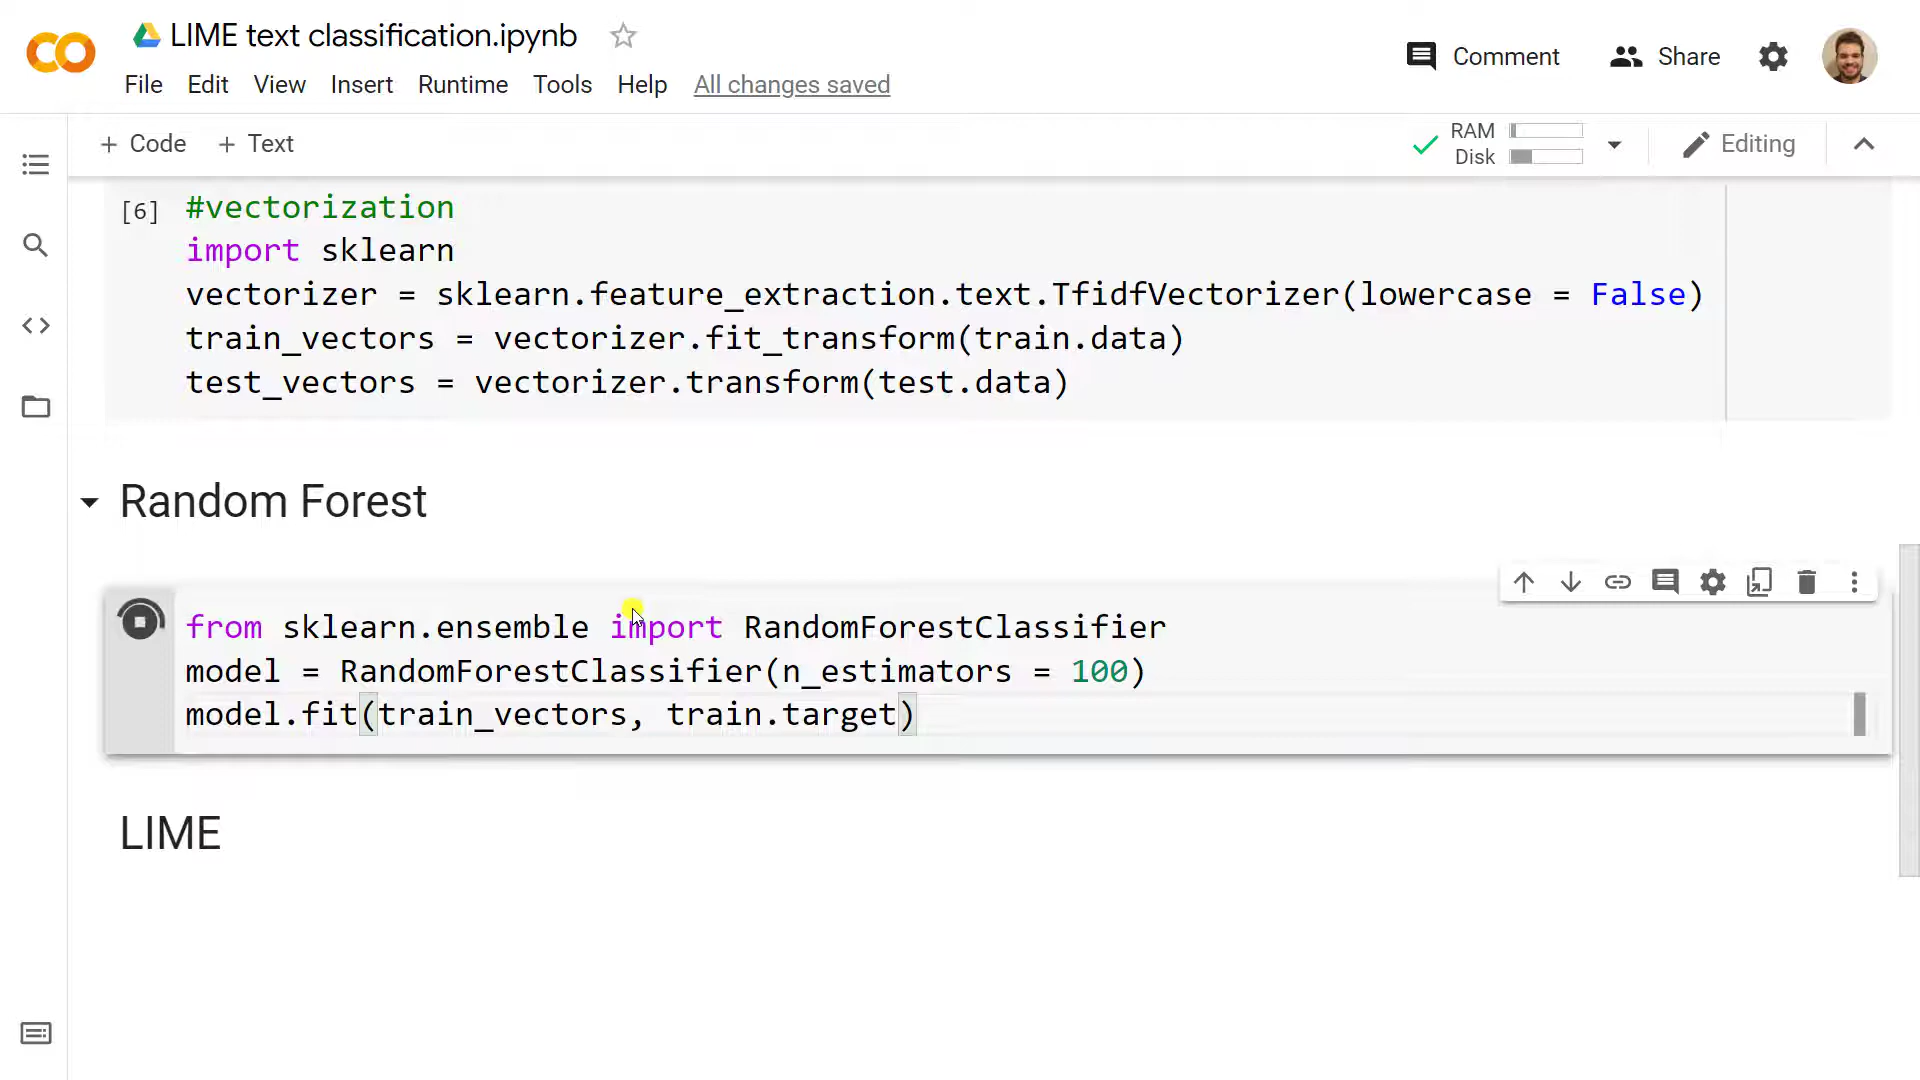 LIME text classification.ipynb
Comment
Share
File Edit View Insert Runtime Tools Help All changes saved
+ Code + Text
RAM
Disk
Editing
[6]
#vectorization
import sklearn
vectorizer = sklearn.feature_extraction.text.TfidfVectorizer(lowercase = False)
train_vectors = vectorizer.fit_transform(train.data)
test_vectors = vectorizer.transform(test.data)
Random Forest
from sklearn.ensemble import RandomForestClassifier
model = RandomForestClassifier(n_estimators = 100)
model.fit(train_vectors, train.target)
LIME